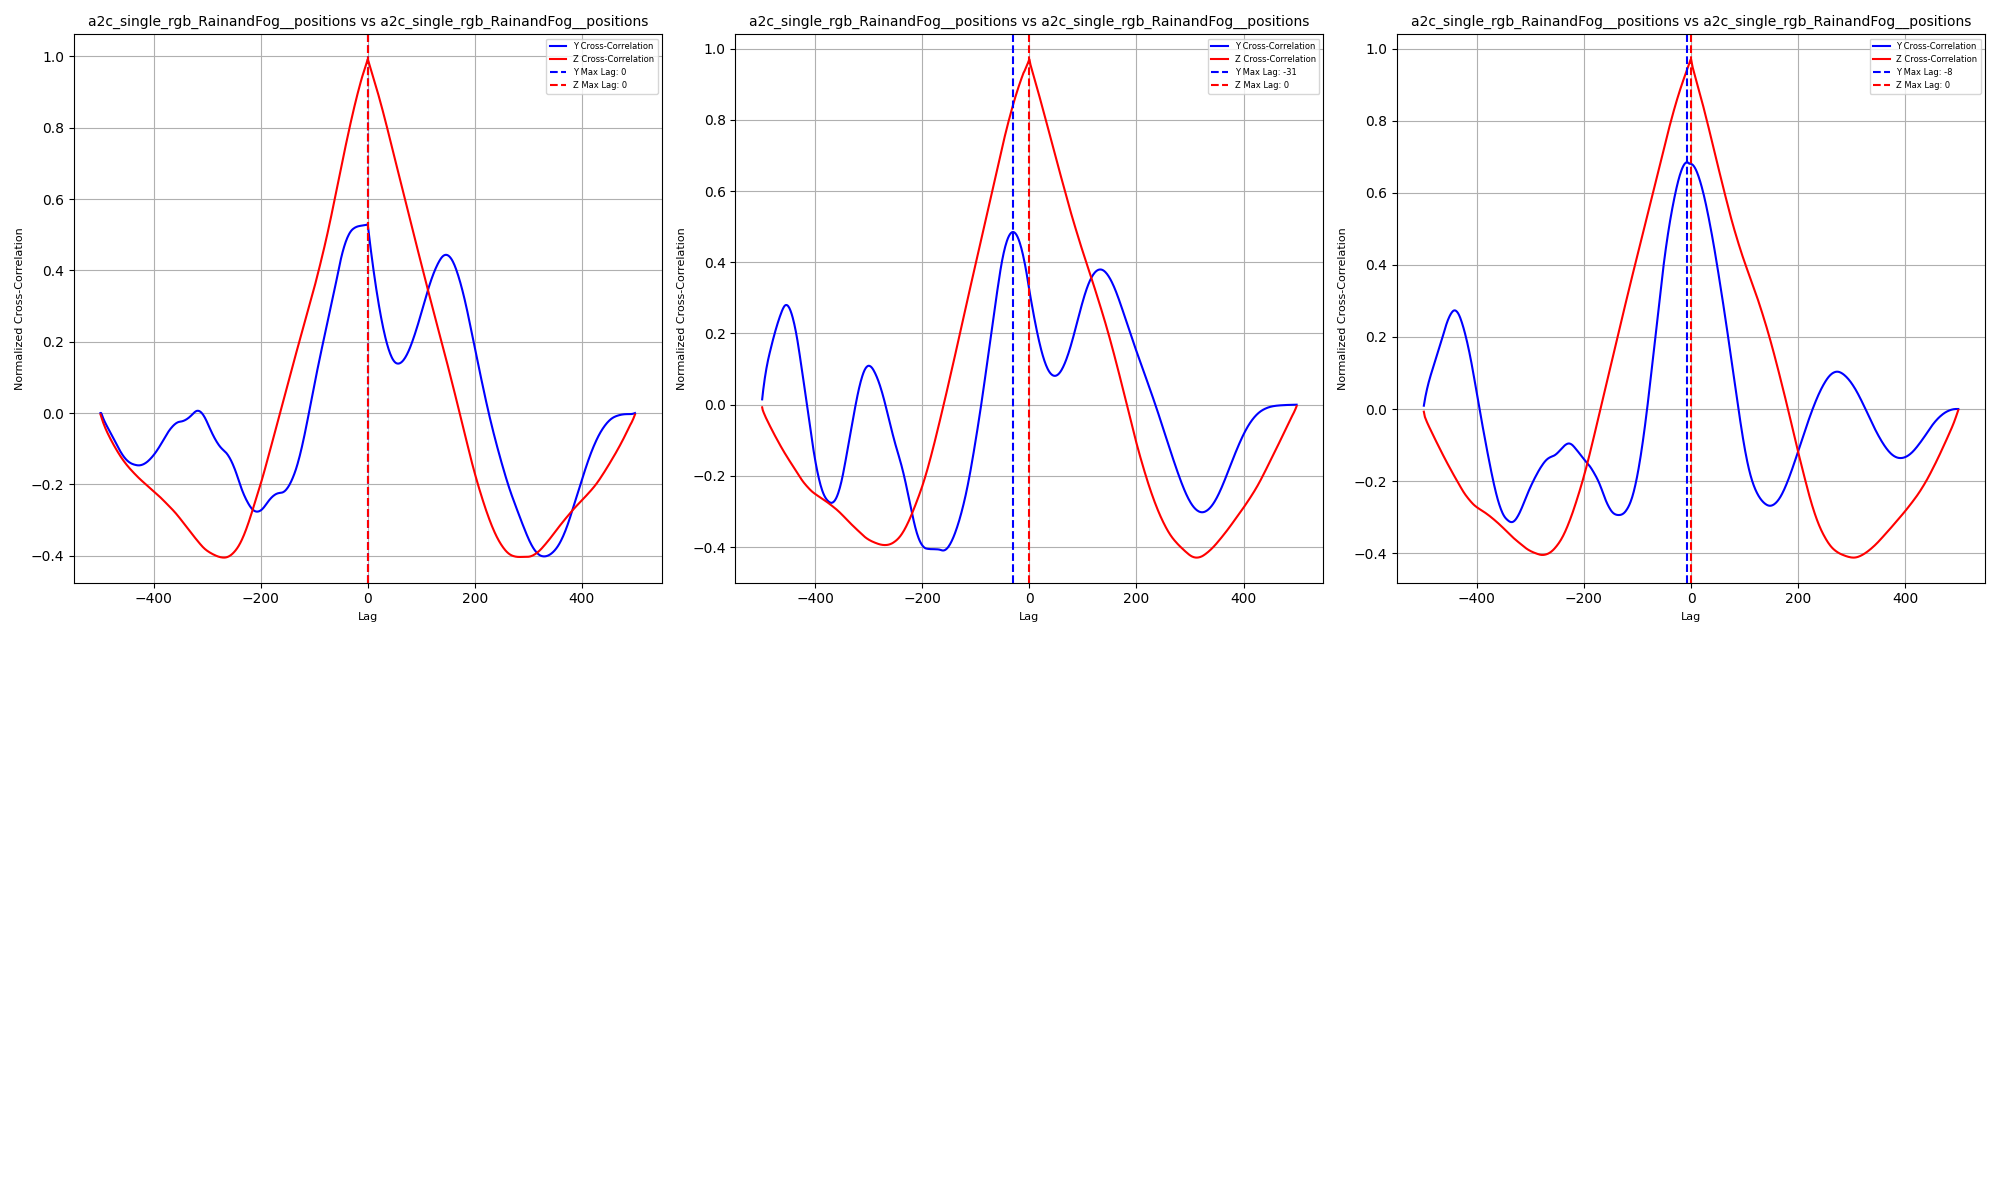 a2c_single_rgb_RainandFog__positions vs a2c_single_rgb_RainandFog__positions
Normalized Cross-Correlation
1.0
0.8
0.6
0.4
0.2
0.0
−0.2
−0.4
Y Cross-Correlation
Z Cross-Correlation
Y Max Lag: 0
Z Max Lag: 0
−400 −200 0 200 400
Lag
a2c_single_rgb_RainandFog__positions vs a2c_single_rgb_RainandFog__positions
Normalized Cross-Correlation
1.0
0.8
0.6
0.4
0.2
0.0
−0.2
−0.4
Y Cross-Correlation
Z Cross-Correlation
Y Max Lag: -31
Z Max Lag: 0
−400 −200 0 200 400
Lag
a2c_single_rgb_RainandFog__positions vs a2c_single_rgb_RainandFog__positions
Normalized Cross-Correlation
1.0
0.8
0.6
0.4
0.2
0.0
−0.2
−0.4
Y Cross-Correlation
Z Cross-Correlation
Y Max Lag: -8
Z Max Lag: 0
−400 −200 0 200 400
Lag